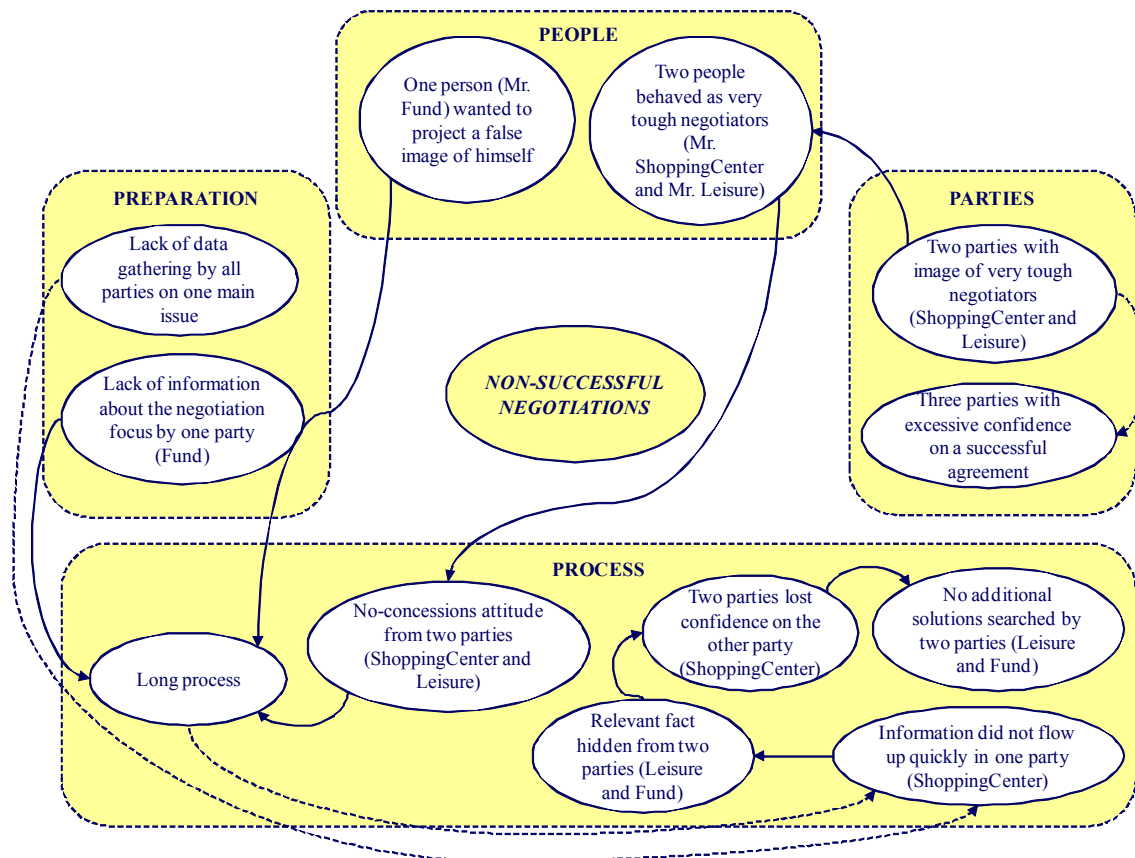 PEOPLE
One person (Mr.
Fund) wanted to
project a false
image of himself
Two people
behaved as very
tough negotiators
(Mr.
ShoppingCenter
and Mr. Leisure)
PREPARATION
Lack of data
gathering by all
parties on one main
issue
Lack of information
about the negotiation
focus by one party
(Fund)
PARTIES
Two parties with
image of very tough
negotiators
(ShoppingCenter and
Leisure)
Three parties with
excessive confidence
on a successful
agreement
NON-SUCCESSFUL
NEGOTIATIONS
PROCESS
Long process
No-concessions attitude
from two parties
(ShoppingCenter and
Leisure)
Two parties lost
confidence on the
other party
(ShoppingCenter)
No additional
solutions searched by
two parties (Leisure
and Fund)
Relevant fact
hidden from two
parties (Leisure
and Fund)
Information did not flow
up quickly in one party
(ShoppingCenter)